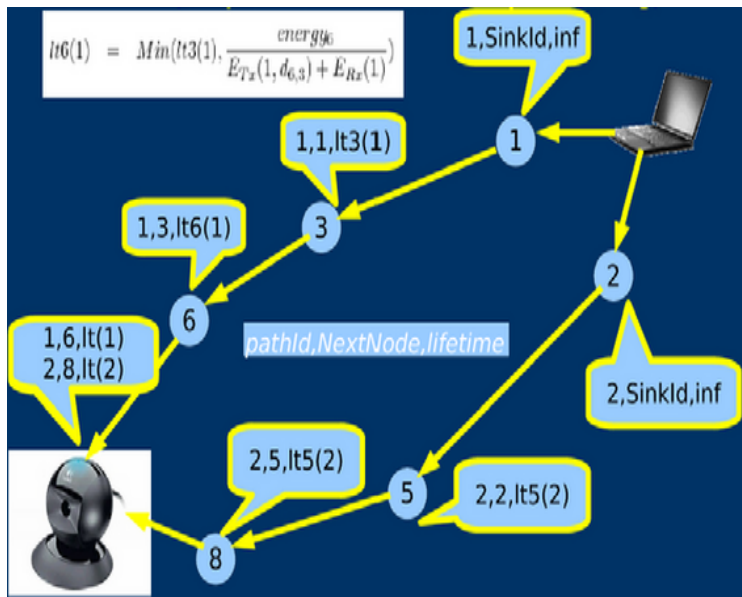 lt6(1) = Min(lt3(1), energy₆ / (E_Tx(1, d₆,₃) + E_Rx(1)))
1,SinkId,inf
1,1,lt3(1)
1
3
1,3,lt6(1)
2
6
1,6,lt(1)
2,8,lt(2)
pathId,NextNode,lifetime
2,SinkId,inf
2,5,lt5(2)
5
2,2,lt5(2)
8